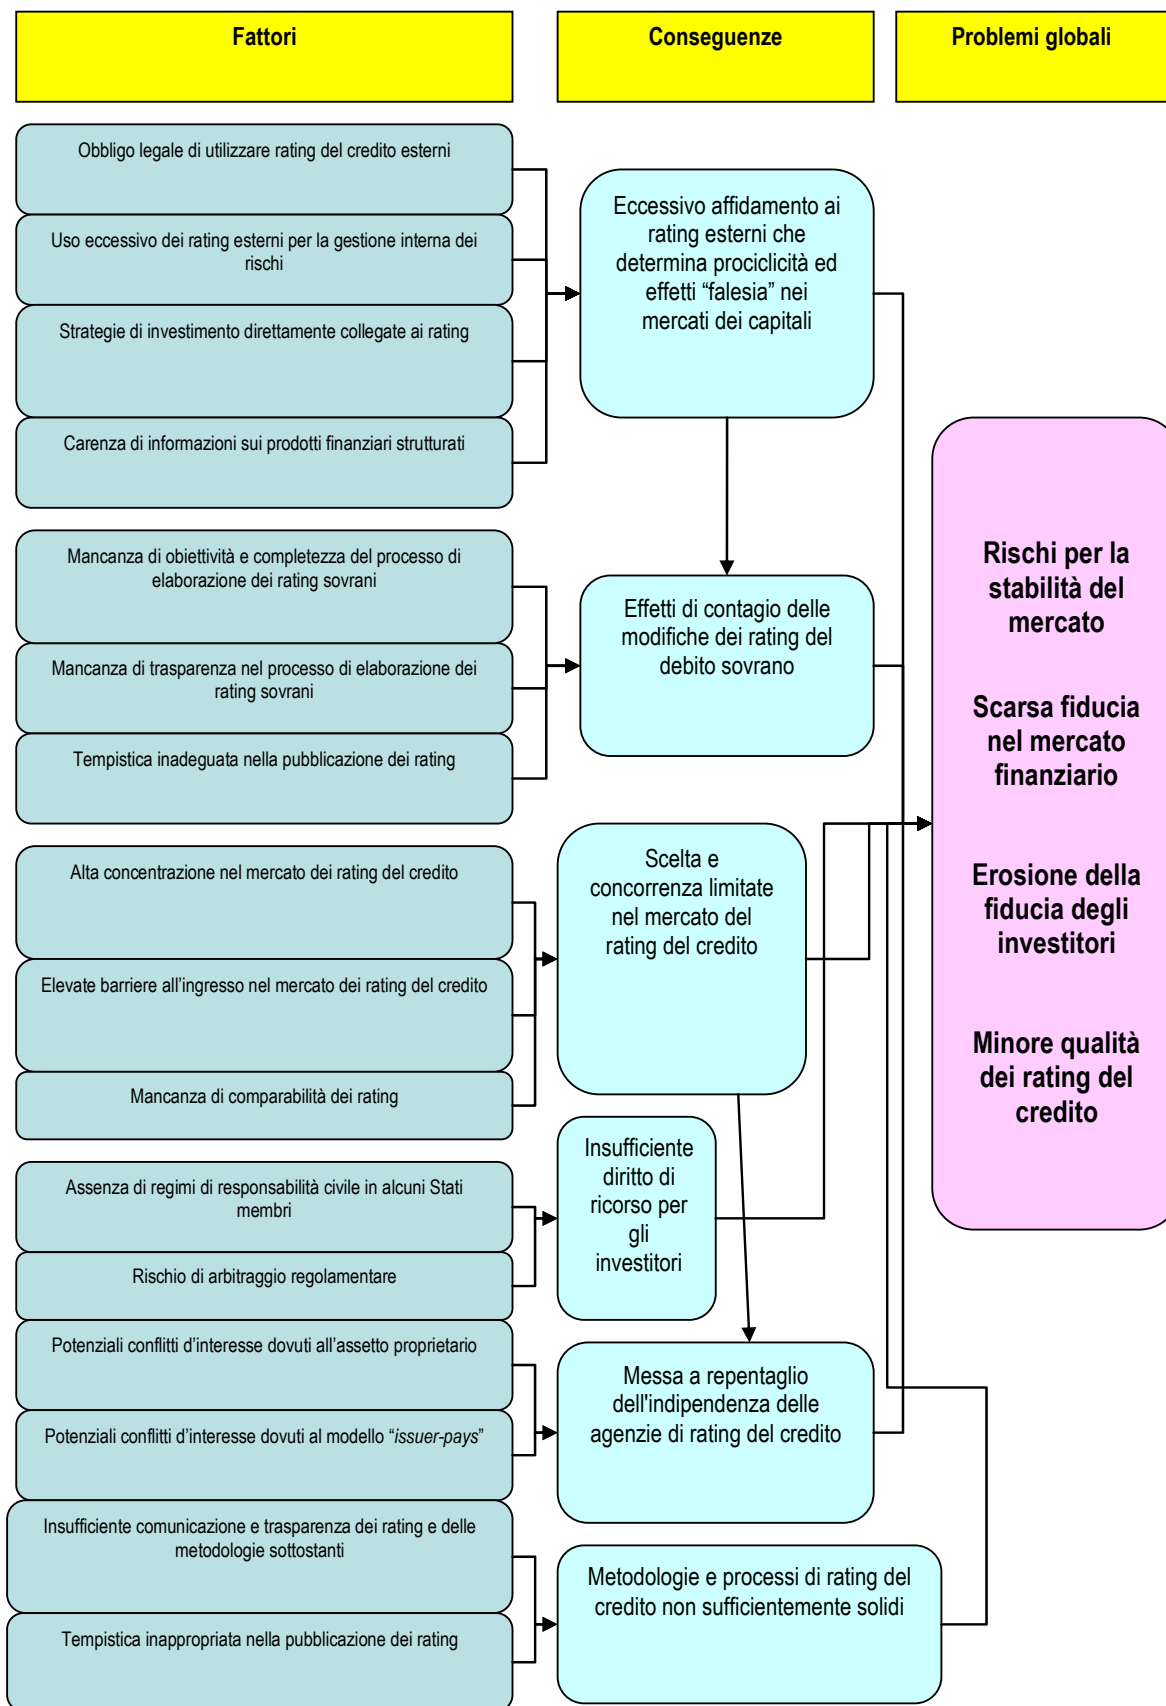 Fattori
Conseguenze
Problemi globali
Obbligo legale di utilizzare rating del credito esterni
Uso eccessivo dei rating esterni per la gestione interna dei
rischi
Strategie di investimento direttamente collegate ai rating
Carenza di informazioni sui prodotti finanziari strutturati
Eccessivo affidamento ai
rating esterni che
determina prociclicità ed
effetti “falesia” nei
mercati dei capitali
Mancanza di obiettività e completezza del processo di
elaborazione dei rating sovrani
Mancanza di trasparenza nel processo di elaborazione dei
rating sovrani
Tempistica inadeguata nella pubblicazione dei rating
Effetti di contagio delle
modifiche dei rating del
debito sovrano
Alta concentrazione nel mercato dei rating del credito
Elevate barriere all’ingresso nel mercato dei rating del credito
Mancanza di comparabilità dei rating
Scelta e
concorrenza limitate
nel mercato del
rating del credito
Assenza di regimi di responsabilità civile in alcuni Stati
membri
Rischio di arbitraggio regolamentare
Insufficiente
diritto di
ricorso per
gli
investitori
Potenziali conflitti d’interesse dovuti all’assetto proprietario
Potenziali conflitti d’interesse dovuti al modello “issuer-pays”
Messa a repentaglio
dell'indipendenza delle
agenzie di rating del credito
Insufficiente comunicazione e trasparenza dei rating e delle
metodologie sottostanti
Tempistica inappropriata nella pubblicazione dei rating
Metodologie e processi di rating del
credito non sufficientemente solidi
Rischi per la
stabilità del
mercato
Scarsa fiducia
nel mercato
finanziario
Erosione della
fiducia degli
investitori
Minore qualità
dei rating del
credito